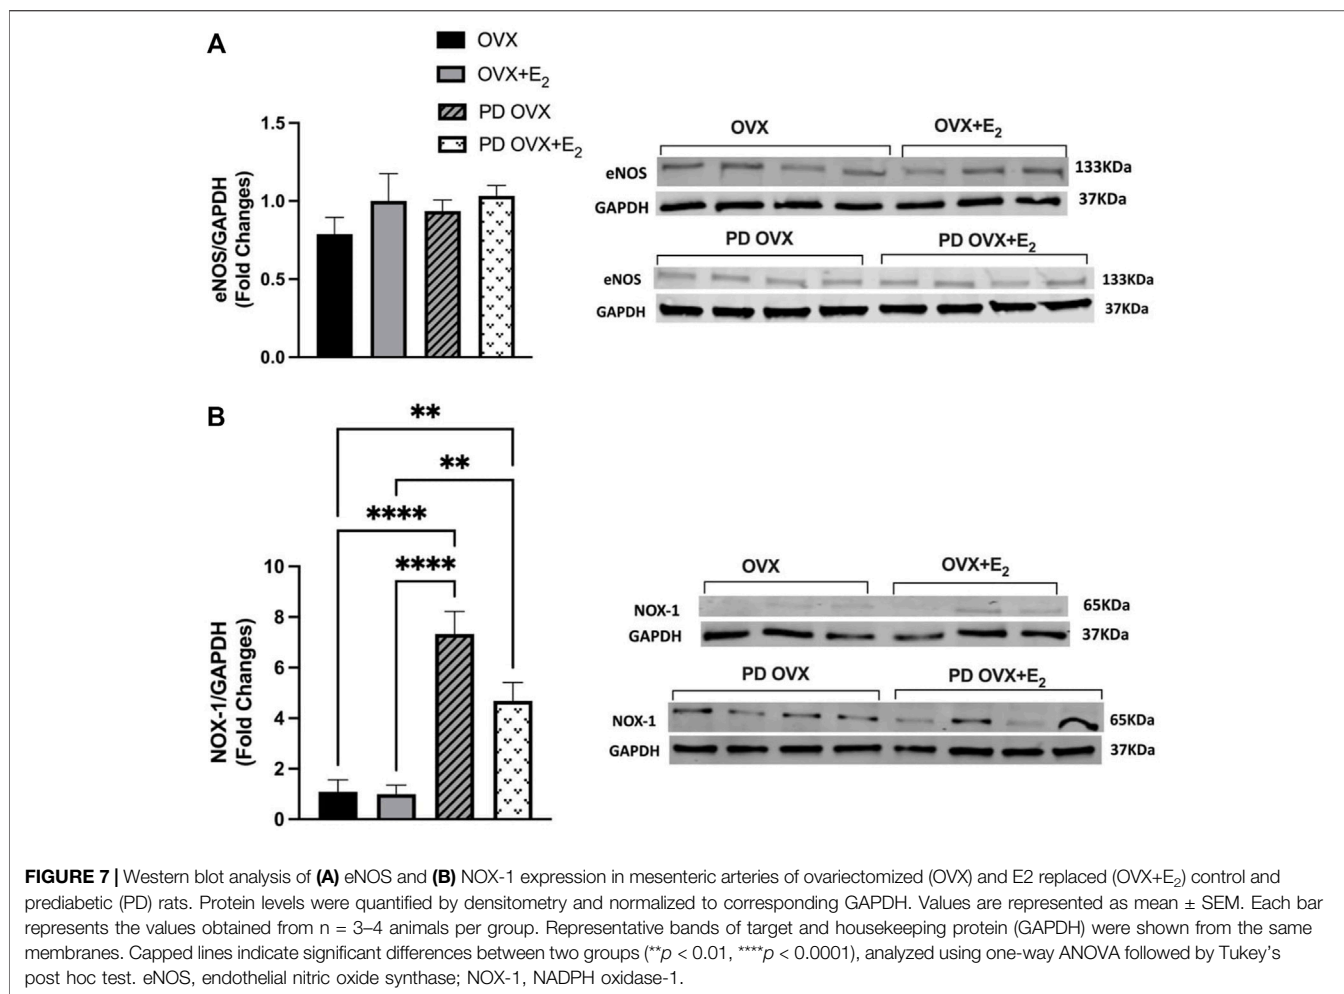 A
OVX
OVX+E₂
PD OVX
PD OVX+E₂
1.5
1.0
0.5
0.0
eNOS/GAPDH
(Fold Changes)
OVX OVX+E₂
eNOS 133KDa
GAPDH 37KDa
PD OVX PD OVX+E₂
eNOS 133KDa
GAPDH 37KDa
B
**
**
****
****
10
8
6
4
2
0
NOX-1/GAPDH
(Fold Changes)
OVX OVX+E₂
NOX-1 65KDa
GAPDH 37KDa
PD OVX PD OVX+E₂
NOX-1 65KDa
GAPDH 37KDa
FIGURE 7 | Western blot analysis of (A) eNOS and (B) NOX-1 expression in mesenteric arteries of ovariectomized (OVX) and E2 replaced (OVX+E₂) control and
prediabetic (PD) rats. Protein levels were quantified by densitometry and normalized to corresponding GAPDH. Values are represented as mean ± SEM. Each bar
represents the values obtained from n = 3–4 animals per group. Representative bands of target and housekeeping protein (GAPDH) were shown from the same
membranes. Capped lines indicate significant differences between two groups (**p < 0.01, ****p < 0.0001), analyzed using one-way ANOVA followed by Tukey's
post hoc test. eNOS, endothelial nitric oxide synthase; NOX-1, NADPH oxidase-1.